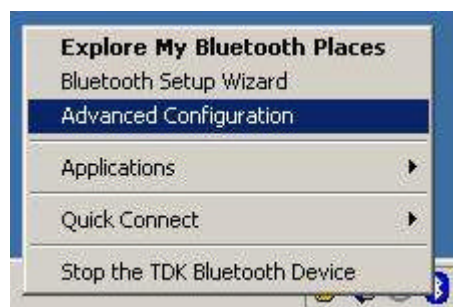 Explore My Bluetooth Places
Bluetooth Setup Wizard
Advanced Configuration
Applications
Quick Connect
Stop the TDK Bluetooth Device